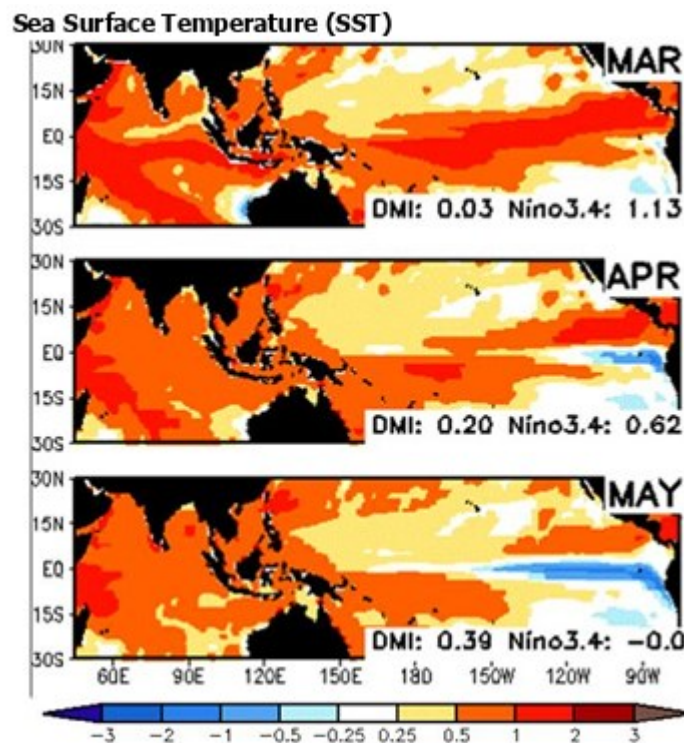 Sea Surface Temperature (SST)
30N
MAR
15N
EQ
15S
30S
DMI: 0.03 Nino3.4: 1.13
30N
APR
15N
EQ
15S
30S
DMI: 0.20 Nino3.4: 0.62
30N
MAY
15N
EQ
15S
30S
DMI: 0.39 Nino3.4: -0.0
60E 90E 120E 150E 180 150W 120W 90W
-3 -2 -1 -0.5 -0.25 0.25 0.5 1 2 3